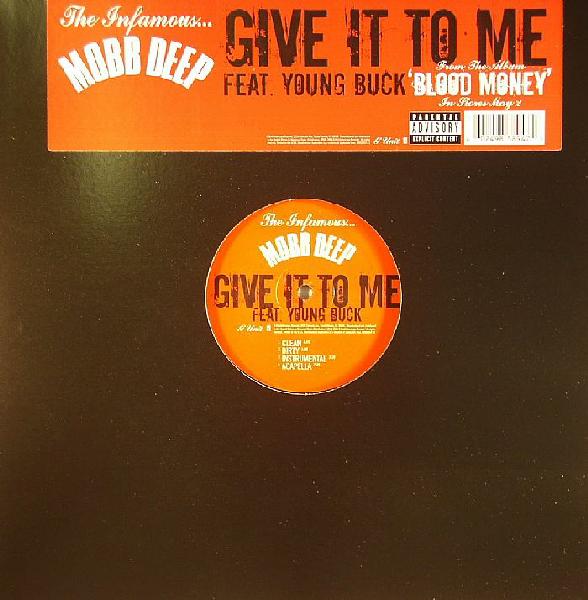 The Infamous...
MOBB DEEP
GIVE IT TO ME
FEAT. YOUNG BUCK
From The Album
'BLOOD MONEY'
In Stores May 2
PARENTAL
ADVISORY
EXPLICIT CONTENT
G Unit
The Infamous...
MOBB DEEP
GIVE IT TO ME
FEAT. YOUNG BUCK
G Unit
CLEAN
DIRTY
INSTRUMENTAL
ACAPELLA